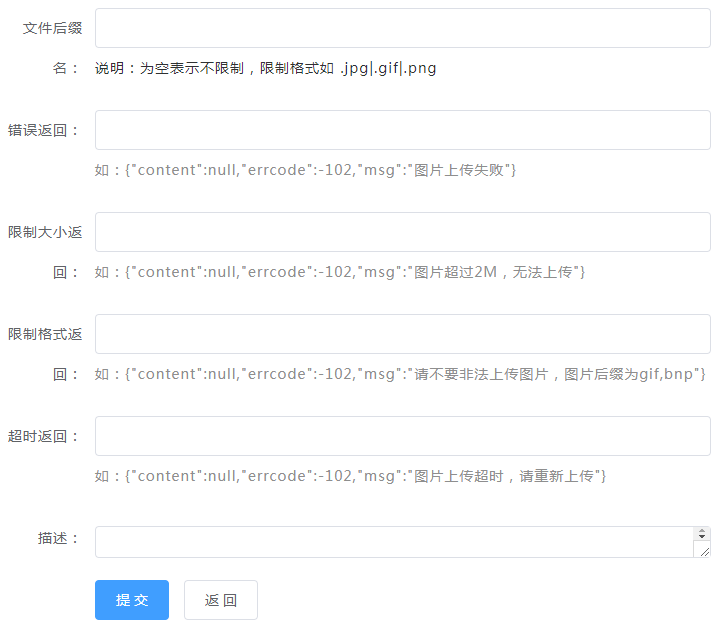 文件后缀
名： 说明：为空表示不限制，限制格式如 .jpg|.gif|.png
错误返回：
如：{"content":null,"errcode":-102,"msg":"图片上传失败"}
限制大小返
回： 如：{"content":null,"errcode":-102,"msg":"图片超过2M，无法上传"}
限制格式返
回： 如：{"content":null,"errcode":-102,"msg":"请不要非法上传图片，图片后缀为gif,bnp"}
超时返回：
如：{"content":null,"errcode":-102,"msg":"图片上传超时，请重新上传"}
描述：
提交 返回